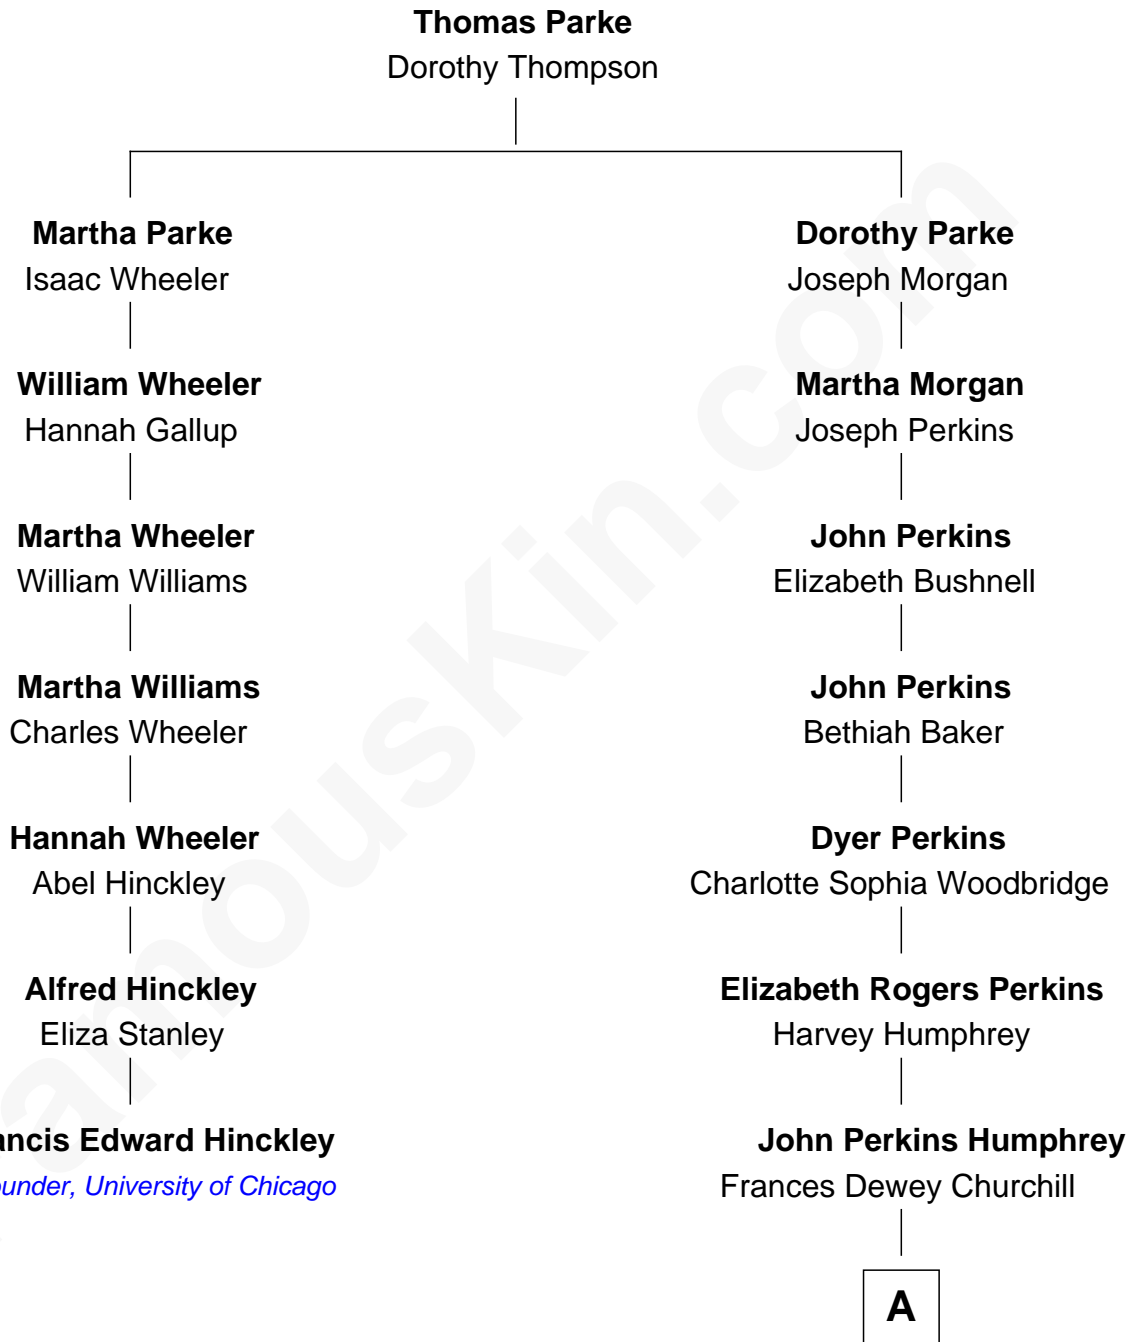 Thomas Parke
Dorothy Thompson
Martha Parke
Isaac Wheeler
Dorothy Parke
Joseph Morgan
William Wheeler
Hannah Gallup
Martha Morgan
Joseph Perkins
Martha Wheeler
William Williams
John Perkins
Elizabeth Bushnell
Martha Williams
Charles Wheeler
John Perkins
Bethiah Baker
Hannah Wheeler
Abel Hinckley
Dyer Perkins
Charlotte Sophia Woodbridge
Alfred Hinckley
Eliza Stanley
Elizabeth Rogers Perkins
Harvey Humphrey
ancis Edward Hinckley
ounder, University of Chicago
John Perkins Humphrey
Frances Dewey Churchill
A
amouskin.com